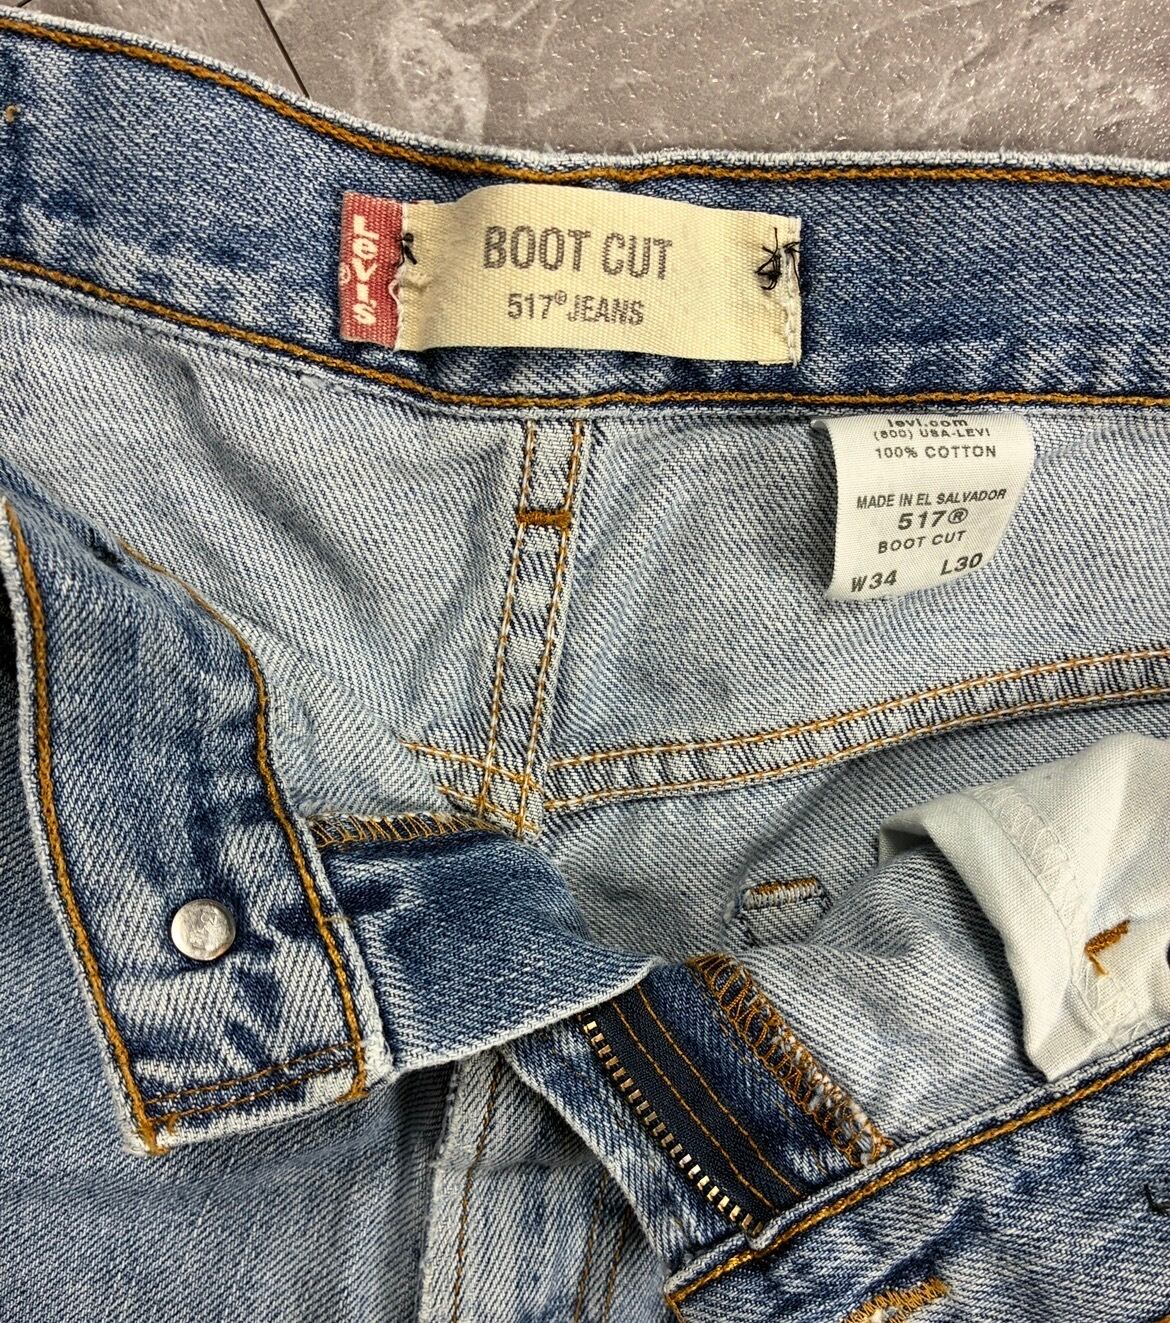 Levi's
®
BOOT CUT
517® JEANS
levi.com
(800) USA-LEVI
100% COTTON
MADE IN EL SALVADOR
517®
BOOT CUT
W34 L30